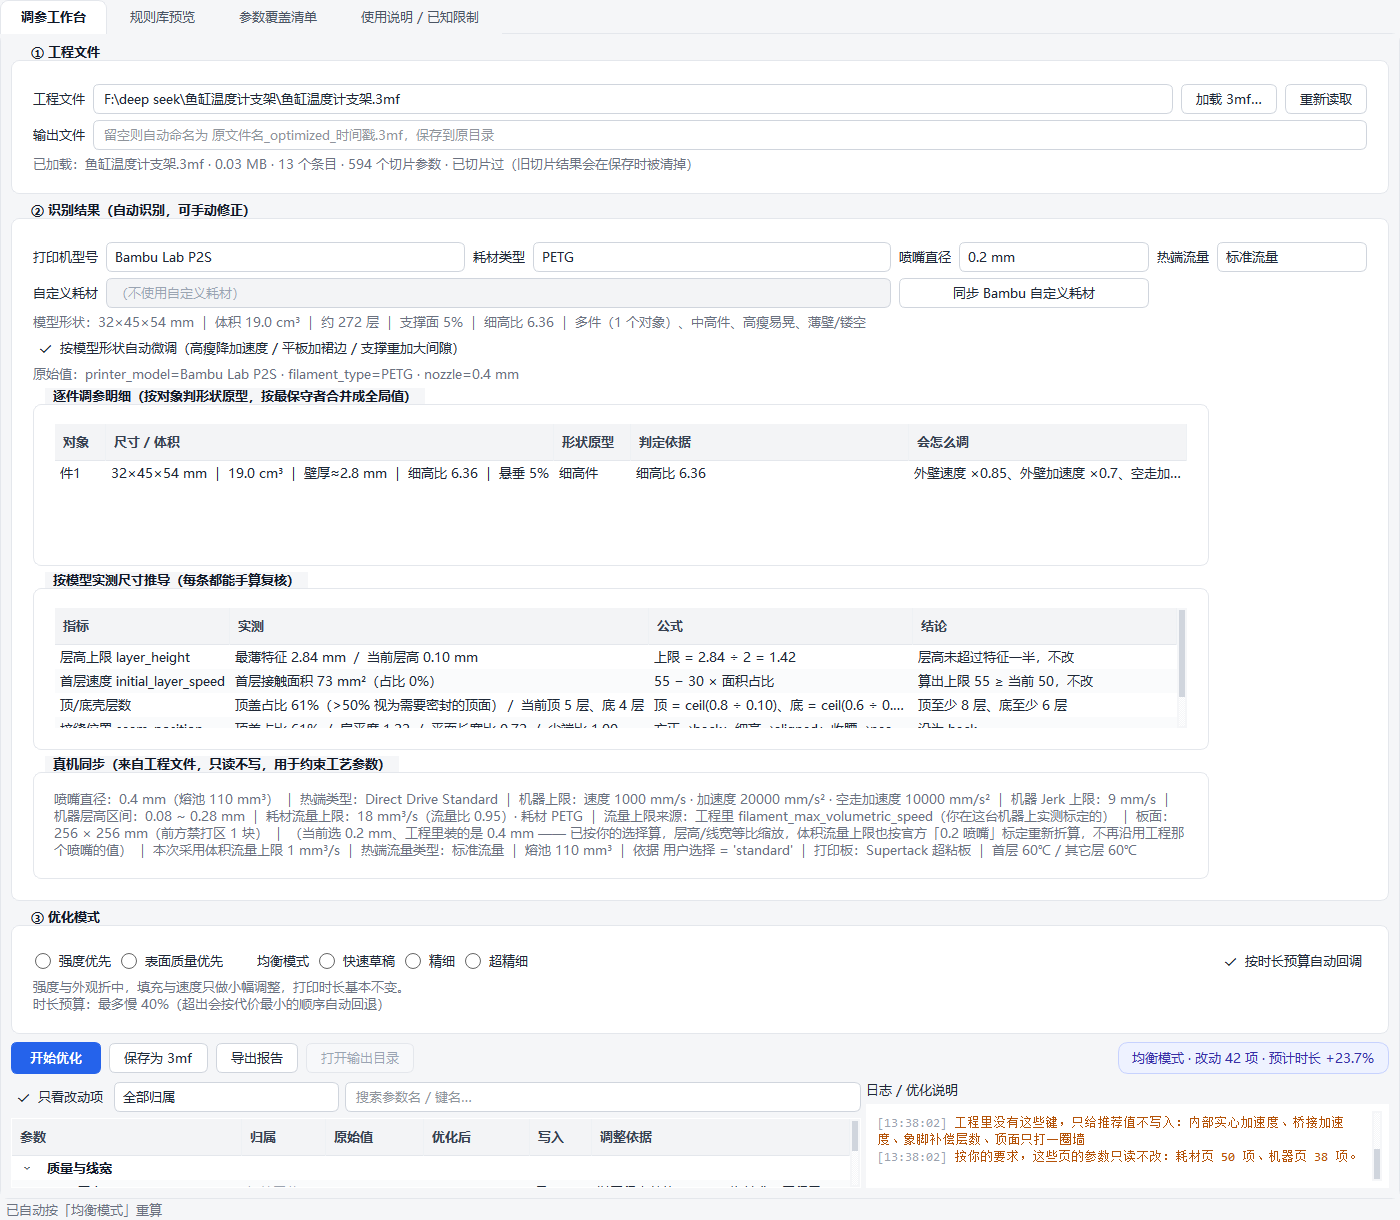 调参工作台 规则库预览 参数覆盖清单 使用说明 / 已知限制
① 工程文件
工程文件 F:\deep seek\鱼缸温度计支架\鱼缸温度计支架.3mf 加载 3mf... 重新读取
输出文件 留空则自动命名为 原文件名_optimized_时间戳.3mf，保存到原目录
已加载：鱼缸温度计支架.3mf · 0.03 MB · 13 个条目 · 594 个切片参数 · 已切片过（旧切片结果会在保存时被清掉）
② 识别结果（自动识别，可手动修正）
打印机型号 Bambu Lab P2S 耗材类型 PETG 喷嘴直径 0.2 mm 热端流量 标准流量
自定义耗材 （不使用自定义耗材） 同步 Bambu 自定义耗材
模型形状：32×45×54 mm ｜ 体积 19.0 cm³ ｜ 约 272 层 ｜ 支撑面 5% ｜ 细高比 6.36 ｜ 多件（1 个对象）、中高件、高瘦易晃、薄壁/镂空
✓ 按模型形状自动微调（高瘦降加速度 / 平板加裙边 / 支撑重加大间隙）
原始值：printer_model=Bambu Lab P2S · filament_type=PETG · nozzle=0.4 mm
逐件调参明细（按对象判形状原型，按最保守者合并成全局值）
对象 尺寸 / 体积 形状原型 判定依据 会怎么调
件1 32×45×54 mm ｜ 19.0 cm³ ｜ 壁厚≈2.8 mm ｜ 细高比 6.36 ｜ 悬垂 5% 细高件 细高比 6.36 外壁速度 ×0.85、外壁加速度 ×0.7、空走加...
按模型实测尺寸推导（每条都能手算复核）
指标 实测 公式 结论
层高上限 layer_height 最薄特征 2.84 mm / 当前层高 0.10 mm 上限 = 2.84 ÷ 2 = 1.42 层高未超过特征一半，不改
首层速度 initial_layer_speed 首层接触面积 73 mm²（占比 0%） 55 − 30 × 面积占比 算出上限 55 ≥ 当前 50，不改
顶/底壳层数 顶盖占比 61%（>50% 视为需要密封的顶面） / 当前顶 5 层、底 4 层 顶 = ceil(0.8 ÷ 0.10)、底 = ceil(0.6 ÷ 0.... 顶至少 8 层、底至少 6 层
真机同步（来自工程文件，只读不写，用于约束工艺参数）
喷嘴直径：0.4 mm（熔池 110 mm³） ｜ 热端类型：Direct Drive Standard ｜ 机器上限：速度 1000 mm/s · 加速度 20000 mm/s² · 空走加速度 10000 mm/s² ｜ 机器 Jerk 上限：9 mm/s ｜
机器层高区间：0.08 ~ 0.28 mm ｜ 耗材流量上限：18 mm³/s（流量比 0.95）· 耗材 PETG ｜ 流量上限来源：工程里 filament_max_volumetric_speed（你在这台机器上实测标定的） ｜ 板面：
256 × 256 mm（前方禁打区 1 块） ｜ （当前选 0.2 mm、工程里装的是 0.4 mm —— 已按你的选择算，层高/线宽等比缩放，体积流量上限也按官方「0.2 喷嘴」标定重新折算，不再沿用工程那
个喷嘴的值） ｜ 本次采用体积流量上限 1 mm³/s ｜ 热端流量类型：标准流量 ｜ 熔池 110 mm³ ｜ 依据 用户选择 = 'standard' ｜ 打印板：Supertack 超粘板 ｜ 首层 60℃ / 其它层 60℃
③ 优化模式
强度优先 表面质量优先 均衡模式 快速草稿 精细 超精细 ✓ 按时长预算自动回调
强度与外观折中，填充与速度只做小幅调整，打印时长基本不变。
时长预算：最多慢 40%（超出会按代价最小的顺序自动回退）
开始优化 保存为 3mf 导出报告 打开输出目录 均衡模式 · 改动 42 项 · 预计时长 +23.7%
✓ 只看改动项 全部归属 搜索参数名 / 键名... 日志 / 优化说明
参数 归属 原始值 优化后 写入 调整依据
质量与线宽
[13:38:02] 工程里没有这些键，只给推荐值不写入：内部实心加速度、桥接加速
度、象脚补偿层数、顶面只打一圈墙
[13:38:02] 按你的要求，这些页的参数只读不改：耗材页 50 项、机器页 38 项。
已自动按「均衡模式」重算